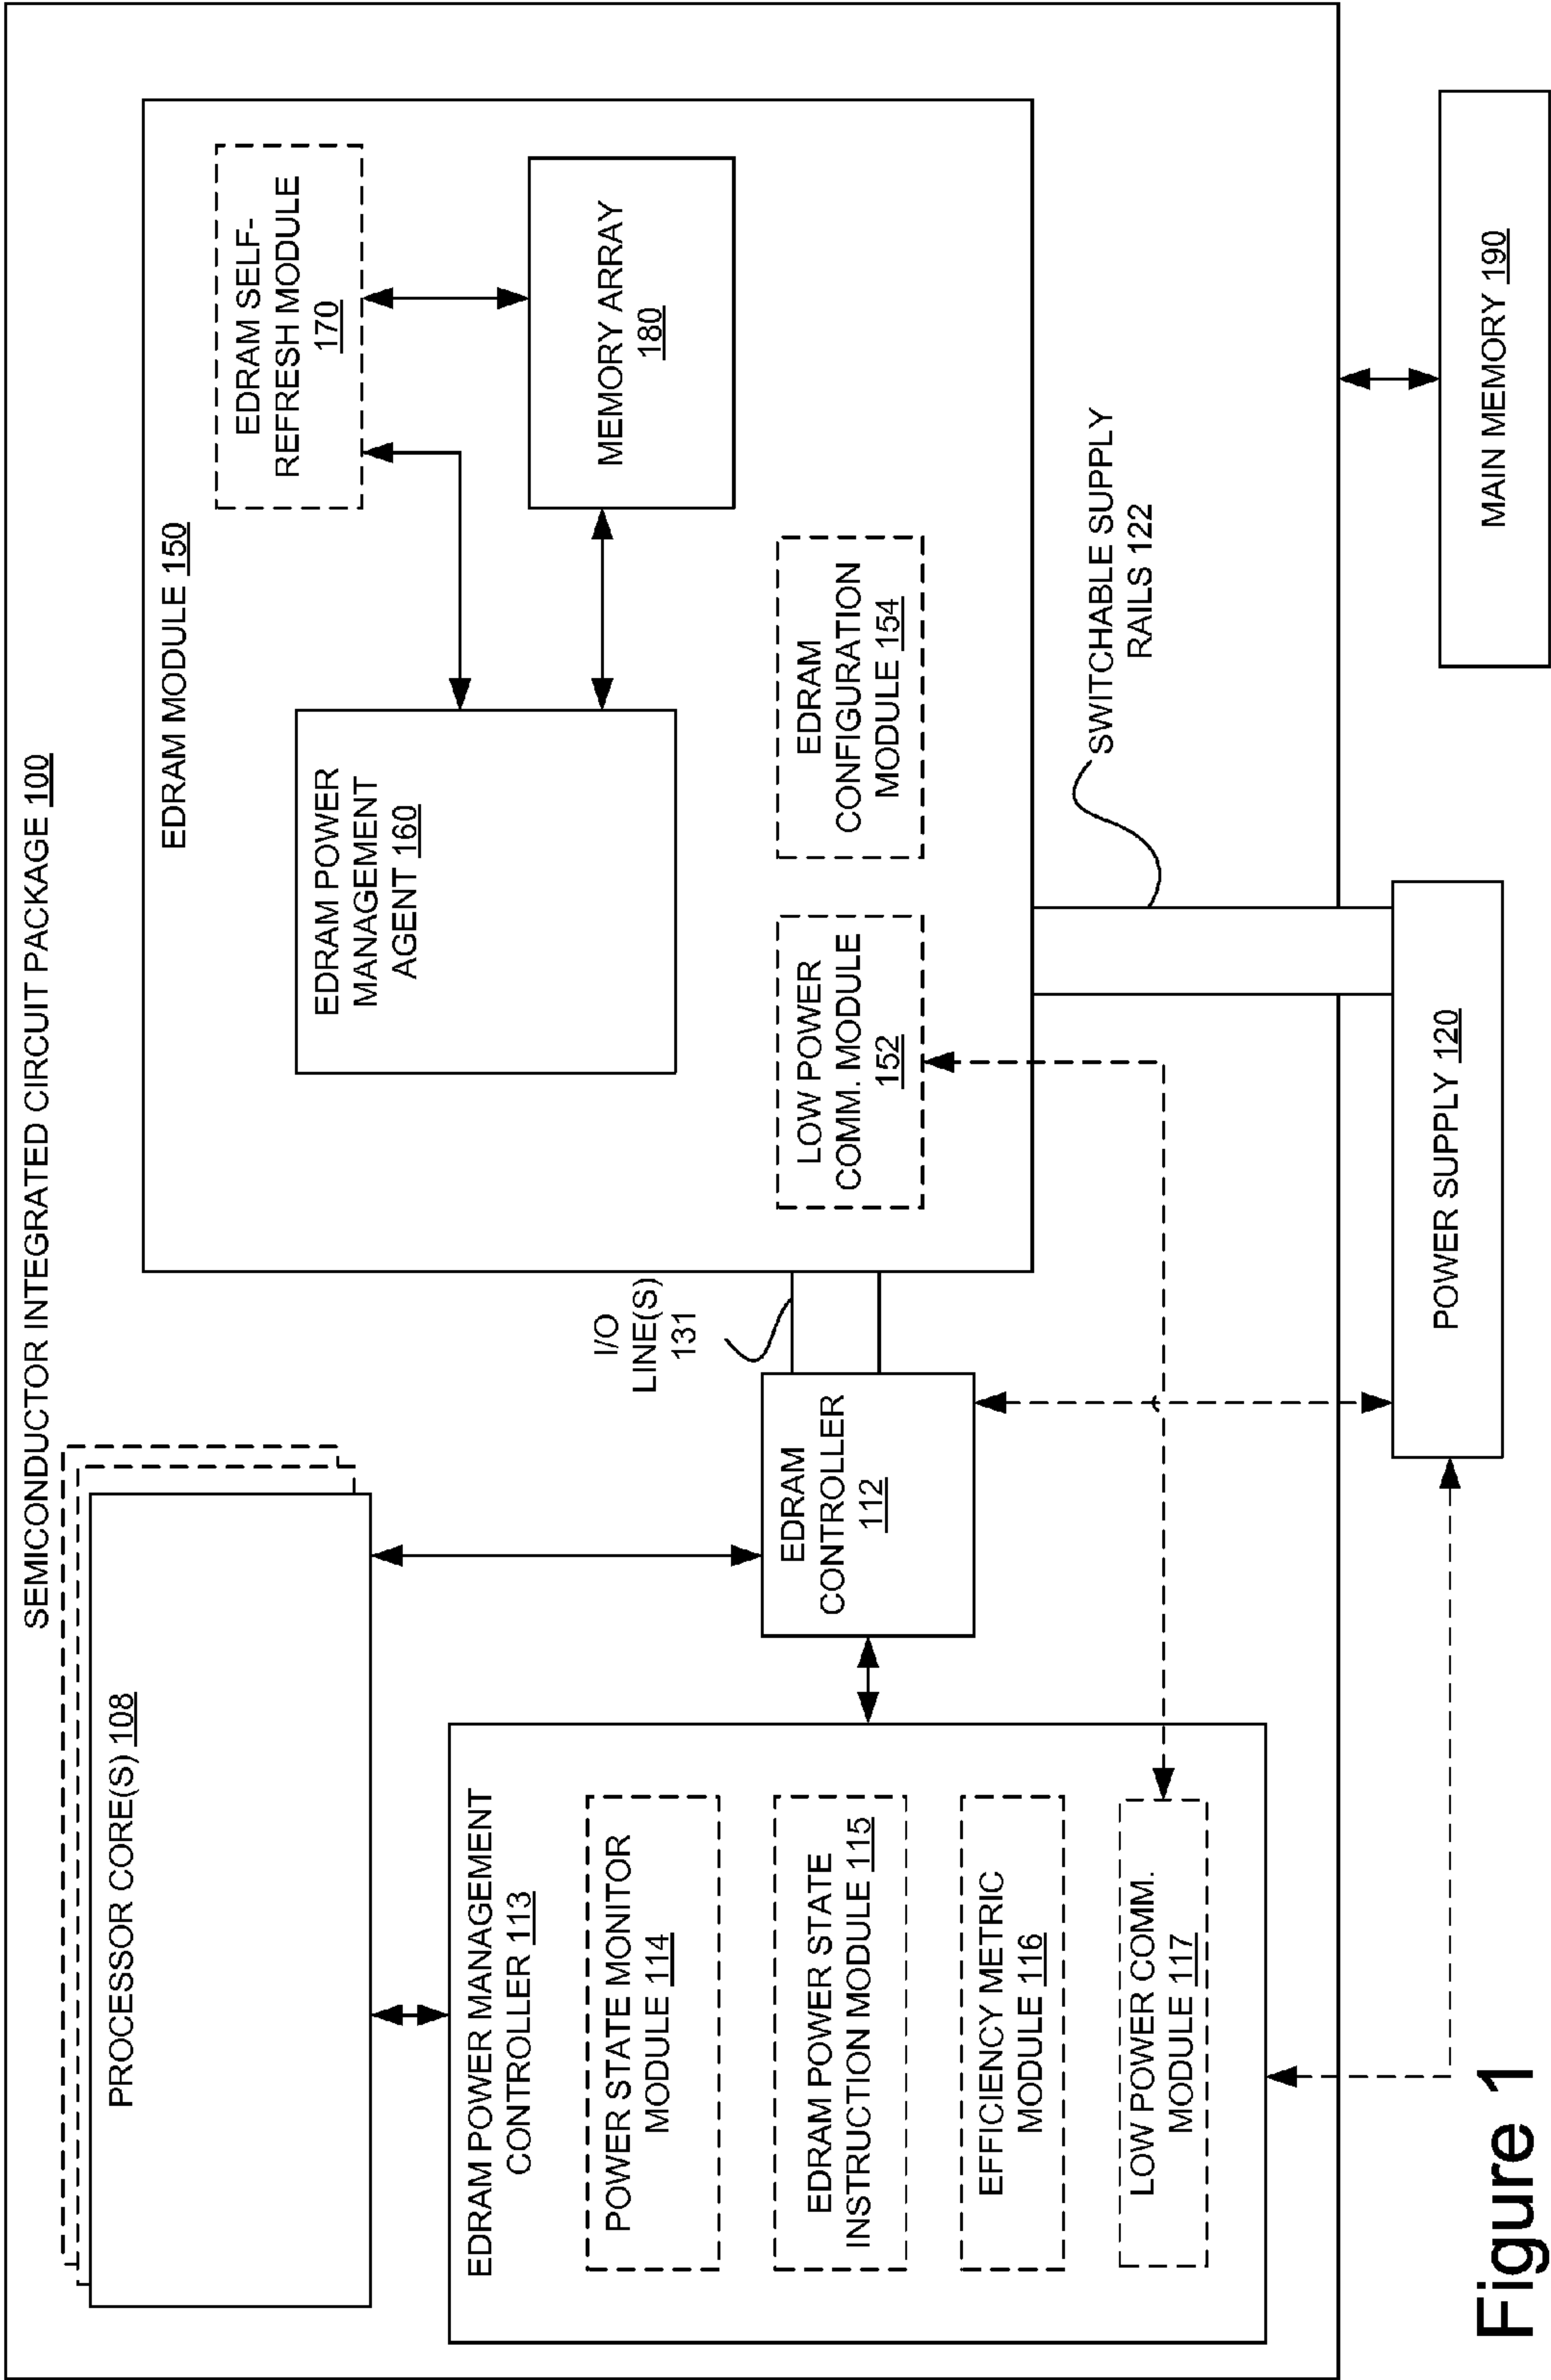 SEMICONDUCTOR INTEGRATED CIRCUIT PACKAGE 100
PROCESSOR CORE(S) 108
EDRAM POWER MANAGEMENT
CONTROLLER 113
POWER STATE MONITOR
MODULE 114
EDRAM POWER STATE
INSTRUCTION MODULE 115
EFFICIENCY METRIC
MODULE 116
LOW POWER COMM.
MODULE 117
EDRAM
CONTROLLER
112
I/O
LINE(S)
131
EDRAM MODULE 150
EDRAM POWER
MANAGEMENT
AGENT 160
EDRAM SELF-
REFRESH MODULE
170
MEMORY ARRAY
180
LOW POWER
COMM. MODULE
152
EDRAM
CONFIGURATION
MODULE 154
SWITCHABLE SUPPLY
RAILS 122
POWER SUPPLY 120
MAIN MEMORY 190
Figure 1